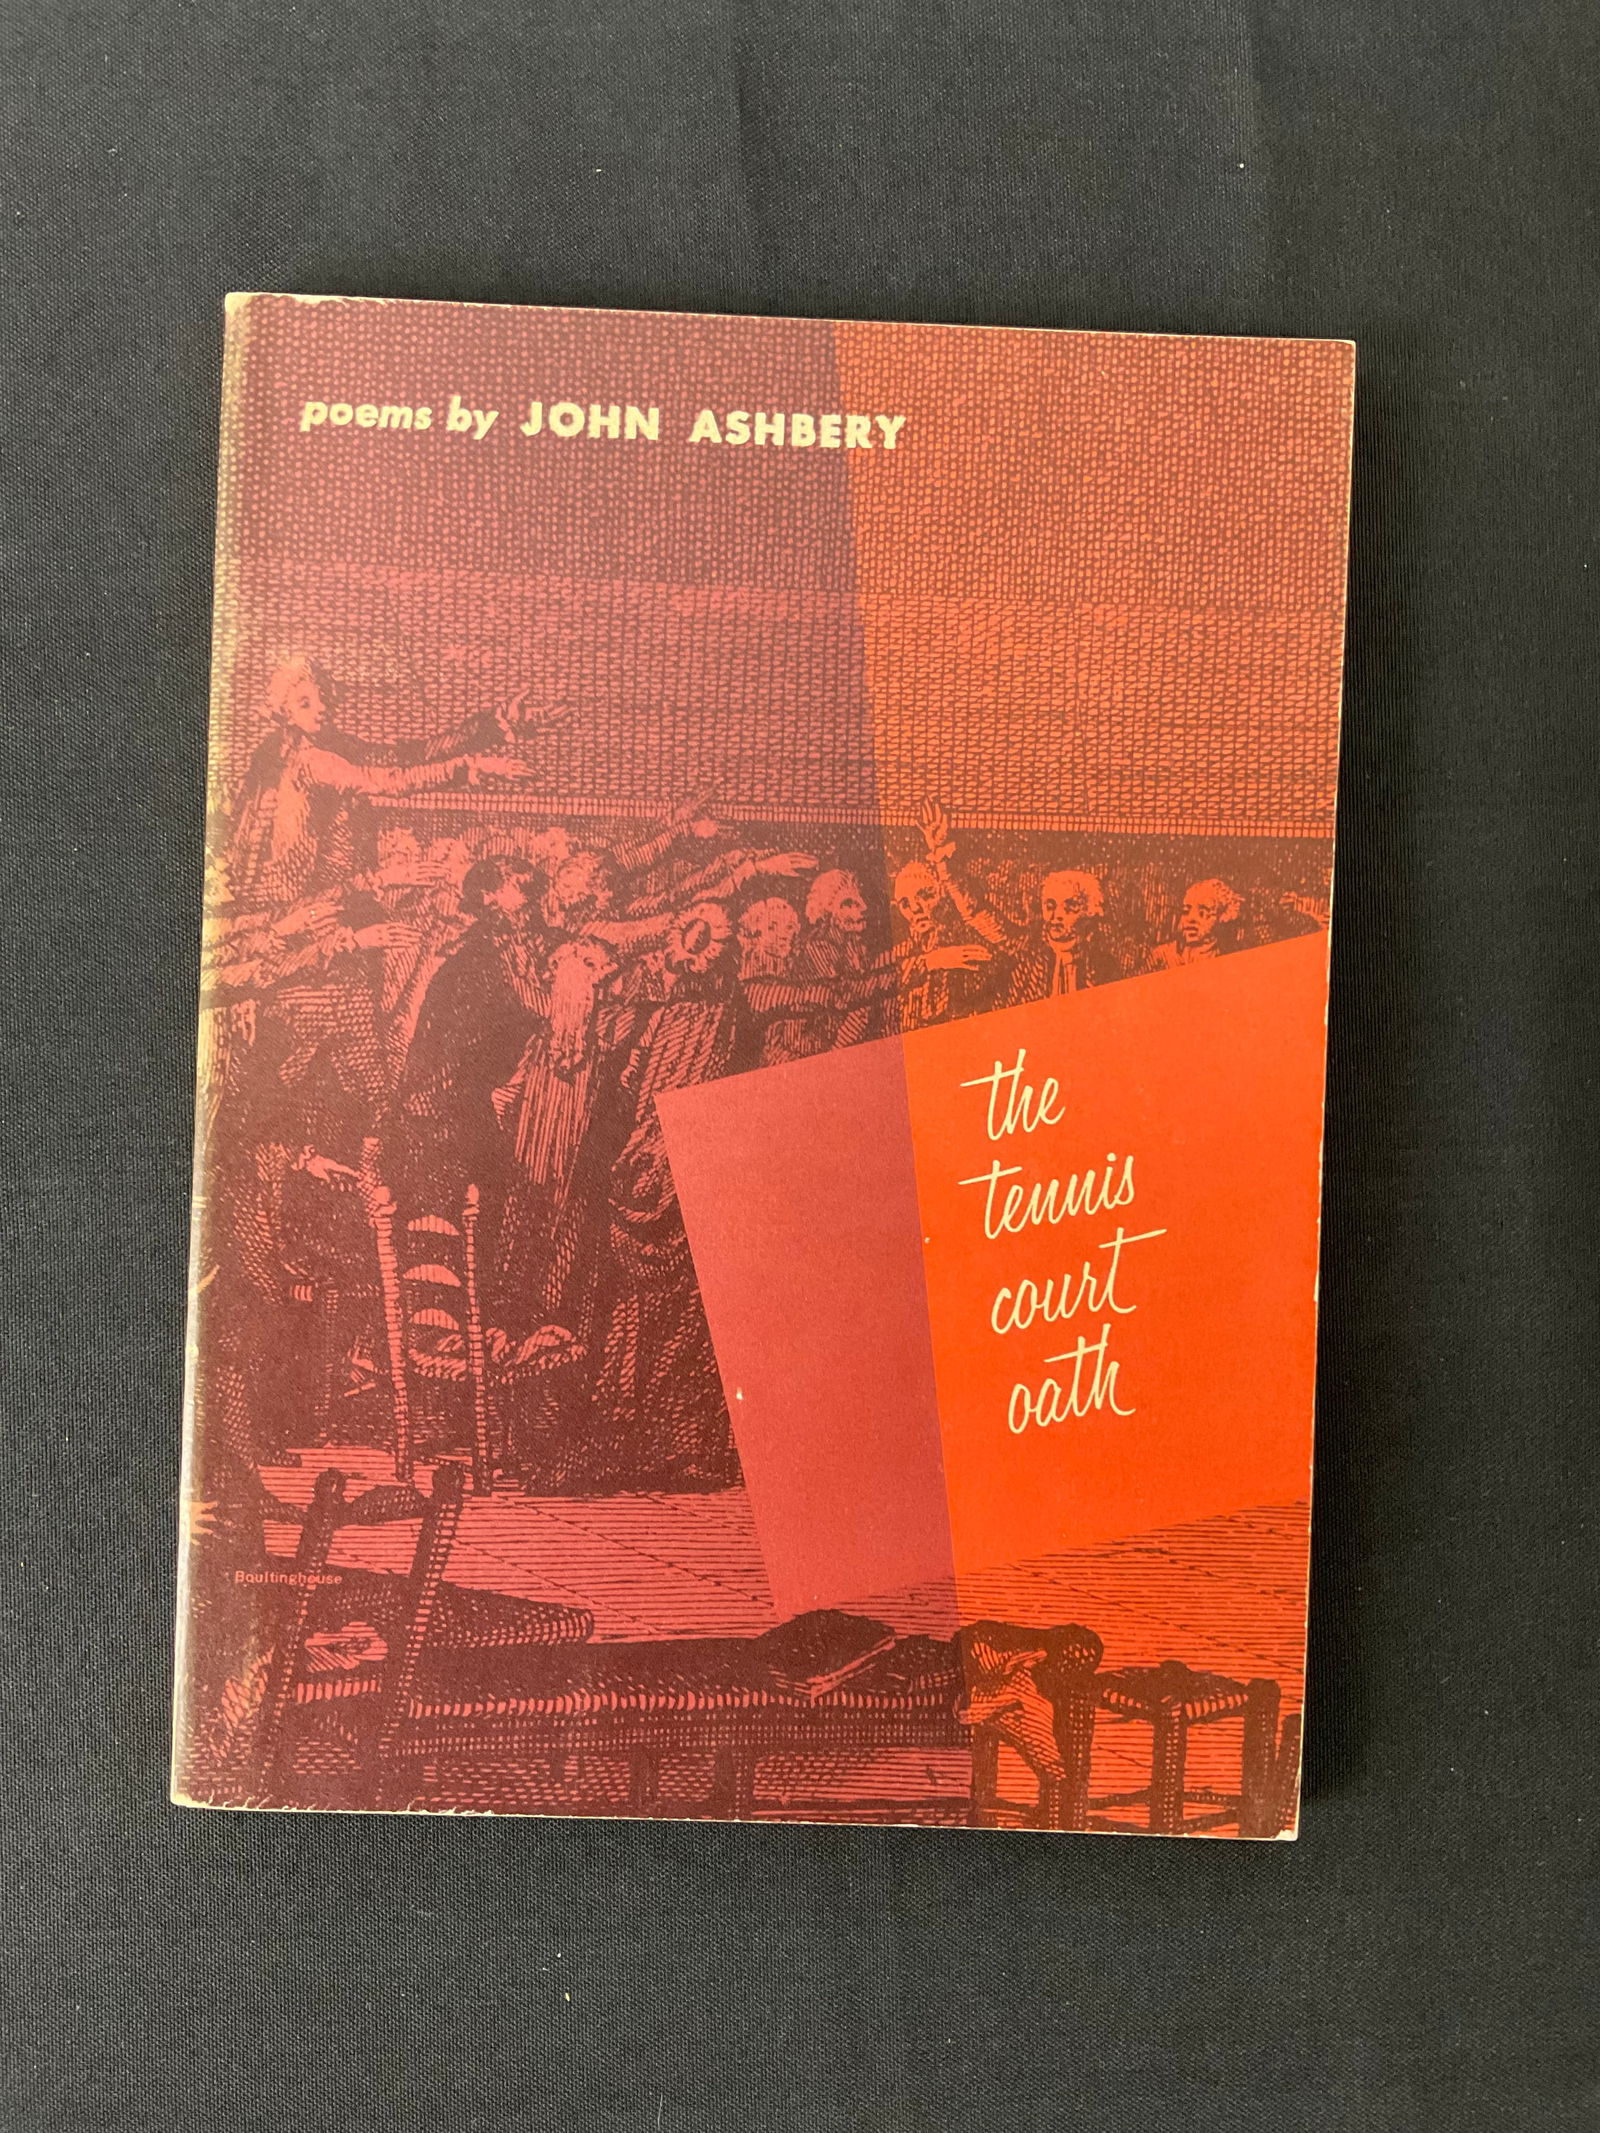 poems by JOHN ASHBERY
the
tennis
court
oath
Boultinghouse